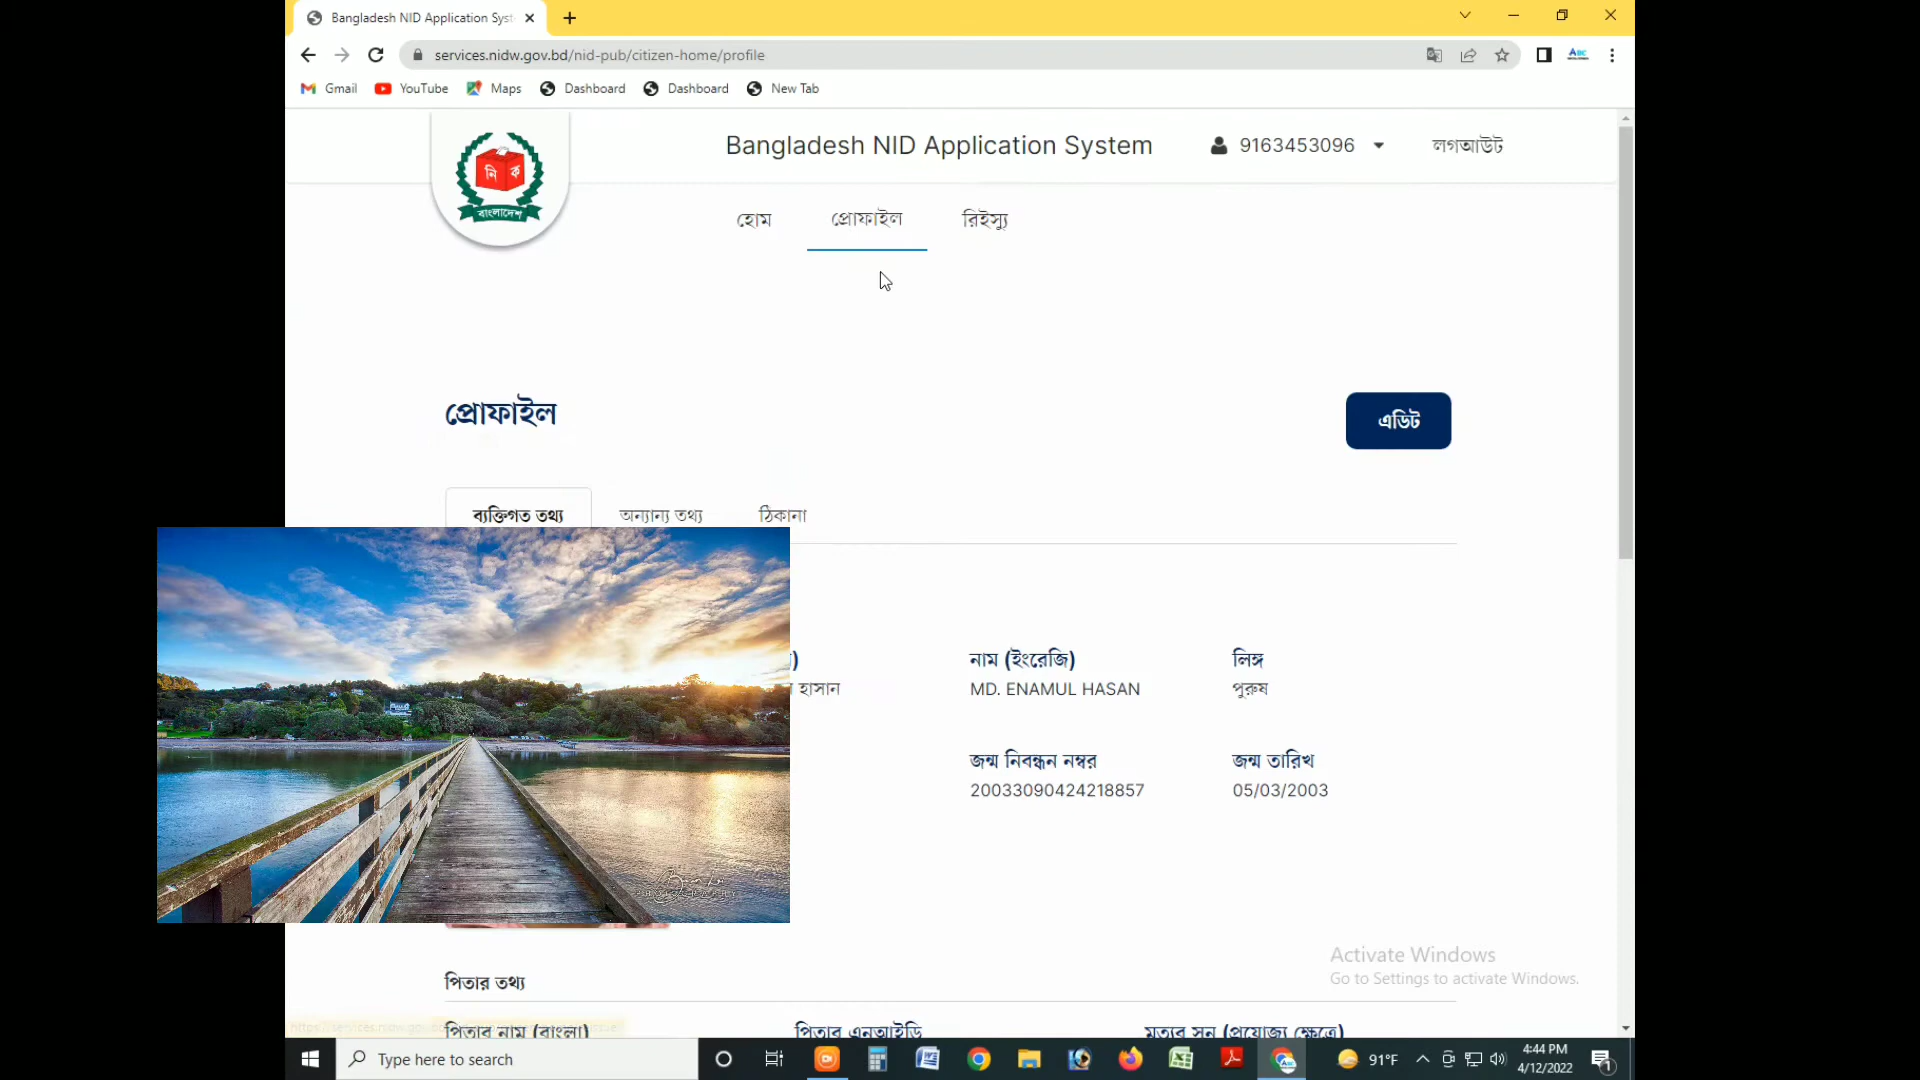 Bangladesh NID Application Syst
services.nidw.gov.bd/nid-pub/citizen-home/profile
Gmail YouTube Maps Dashboard Dashboard New Tab
নি ক
বাংলাদেশ
Bangladesh NID Application System
9163453096
লগআউট
হোম প্রোফাইল রিইস্যু
প্রোফাইল
এডিট
ব্যক্তিগত তথ্য অন্যান্য তথ্য ঠিকানা
নাম (ইংরেজি) লিঙ্গ
হাসান MD. ENAMUL HASAN পুরুষ
জন্ম নিবন্ধন নম্বর জন্ম তারিখ
20033090424218857 05/03/2003
Activate Windows
Go to Settings to activate Windows.
পিতার তথ্য
পিতার নাম (বাংলা) পিতার এনআইডি মৃত্যুর সন (প্রযোজ্য ক্ষেত্রে)
Type here to search
91°F
4:44 PM
4/12/2022
1